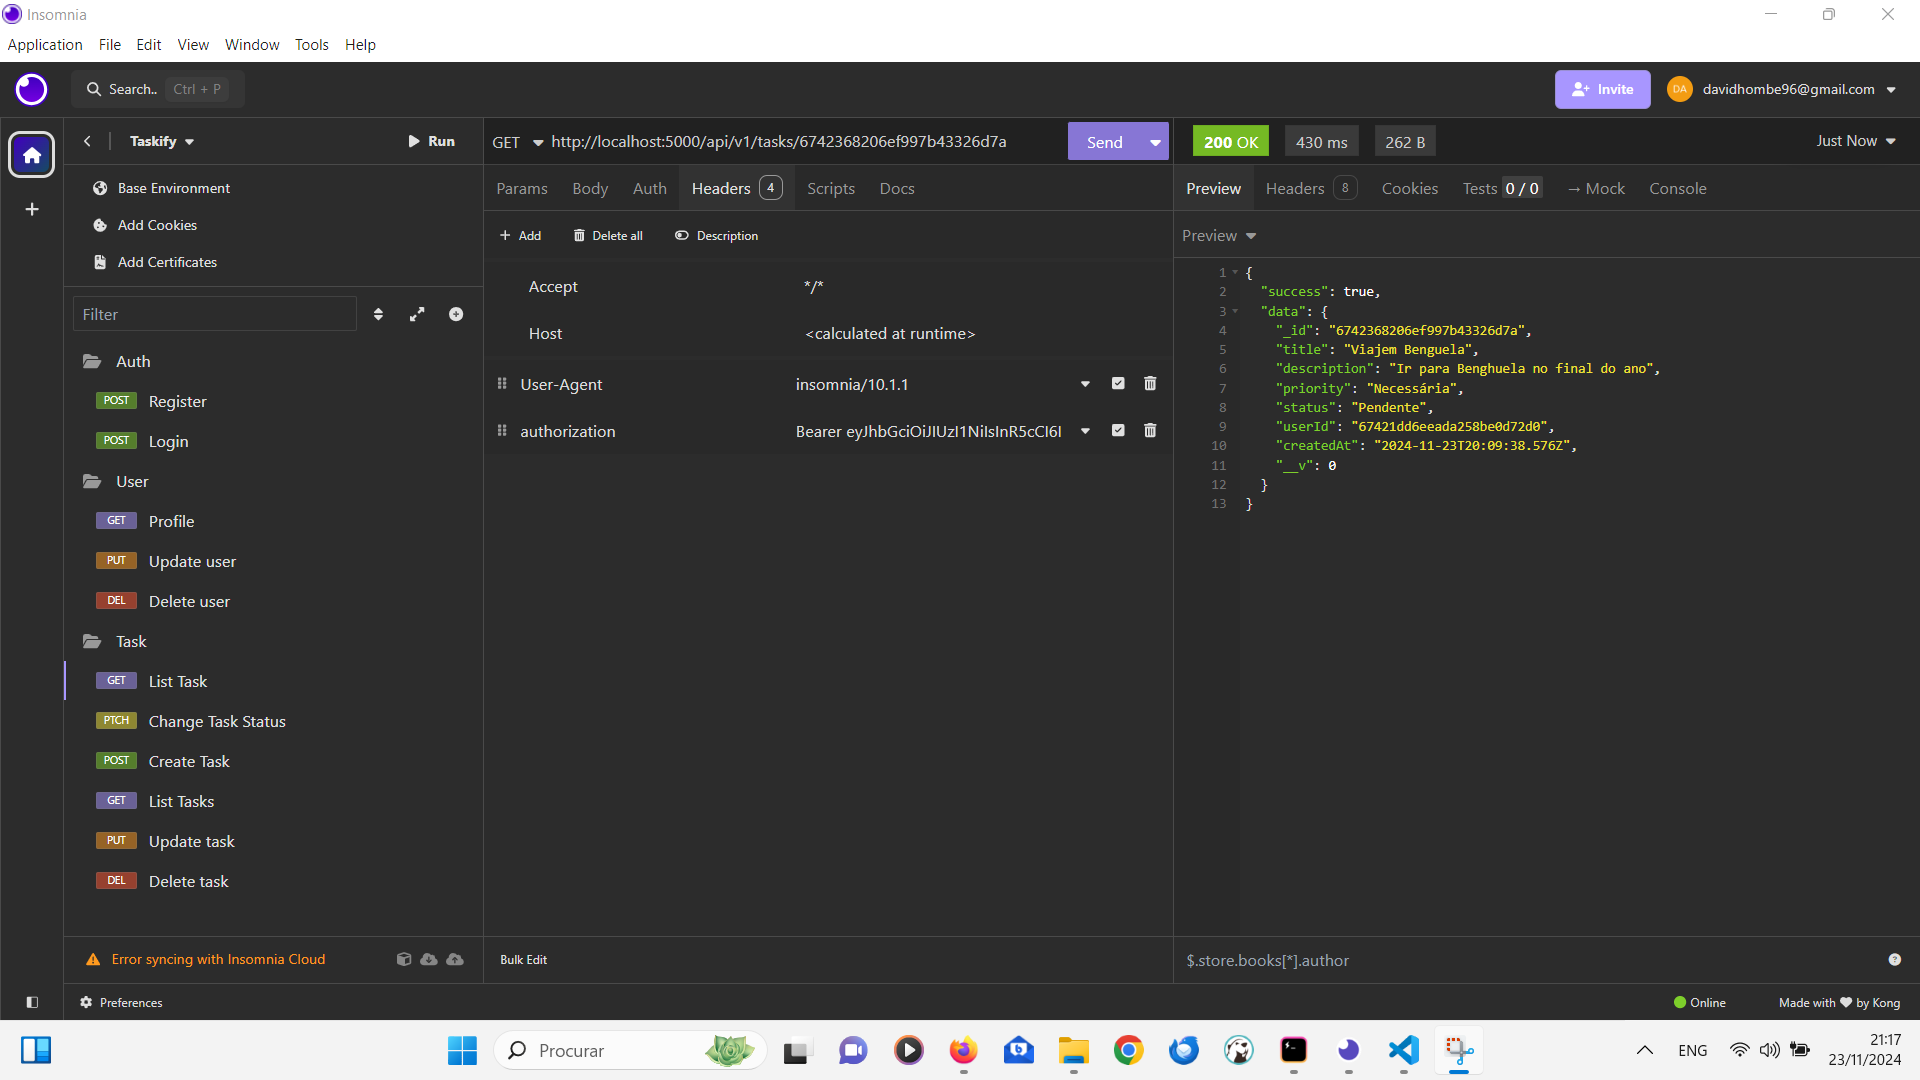 Insomnia
Application File Edit View Window Tools Help
Search.. Ctrl + P
Invite
DA davidhombe96@gmail.com
Taskify
Run
Base Environment
Add Cookies
Add Certificates
Filter
Auth
POST Register
POST Login
User
GET Profile
PUT Update user
DEL Delete user
Task
GET List Task
PTCH Change Task Status
POST Create Task
GET List Tasks
PUT Update task
DEL Delete task
Error syncing with Insomnia Cloud
Preferences
GET http://localhost:5000/api/v1/tasks/6742368206ef997b43326d7a Send
Params Body Auth Headers 4 Scripts Docs
+ Add Delete all Description
Accept */*
Host <calculated at runtime>
User-Agent insomnia/10.1.1
authorization Bearer eyJhbGciOiJIUzI1NiIsInR5cCI6I
Bulk Edit
200 OK 430 ms 262 B Just Now
Preview Headers 8 Cookies Tests 0 / 0 → Mock Console
Preview
1 {
2 "success": true,
3 "data": {
4 "_id": "6742368206ef997b43326d7a",
5 "title": "Viajem Benguela",
6 "description": "Ir para Benghuela no final do ano",
7 "priority": "Necessária",
8 "status": "Pendente",
9 "userId": "67421dd6eeada258be0d72d0",
10 "createdAt": "2024-11-23T20:09:38.576Z",
11 "__v": 0
12 }
13 }
$.store.books[*].author
Online
Made with ❤ by Kong
Procurar
ENG
21:17
23/11/2024